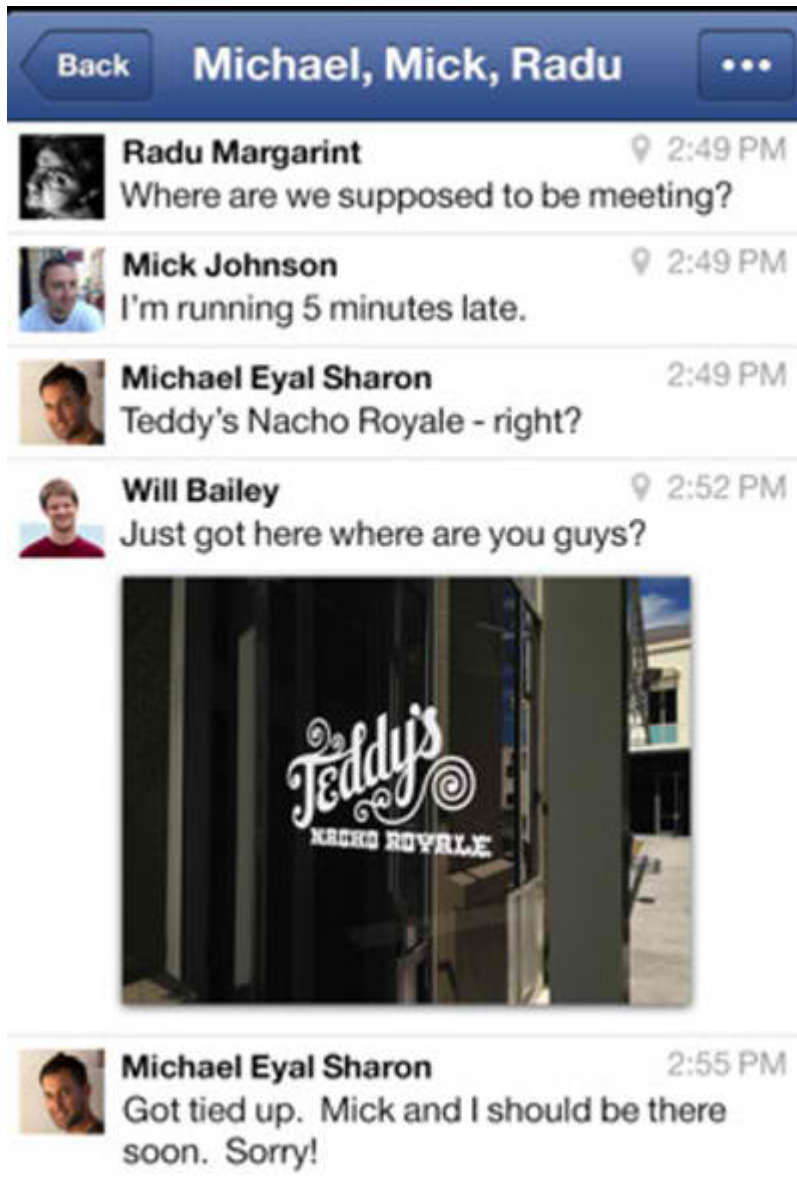 Back Michael, Mick, Radu •••
Radu Margarint 2:49 PM
Where are we supposed to be meeting?
Mick Johnson 2:49 PM
I'm running 5 minutes late.
Michael Eyal Sharon 2:49 PM
Teddy's Nacho Royale - right?
Will Bailey 2:52 PM
Just got here where are you guys?
Teddy's
NACHO ROYALE
Michael Eyal Sharon 2:55 PM
Got tied up. Mick and I should be there
soon. Sorry!